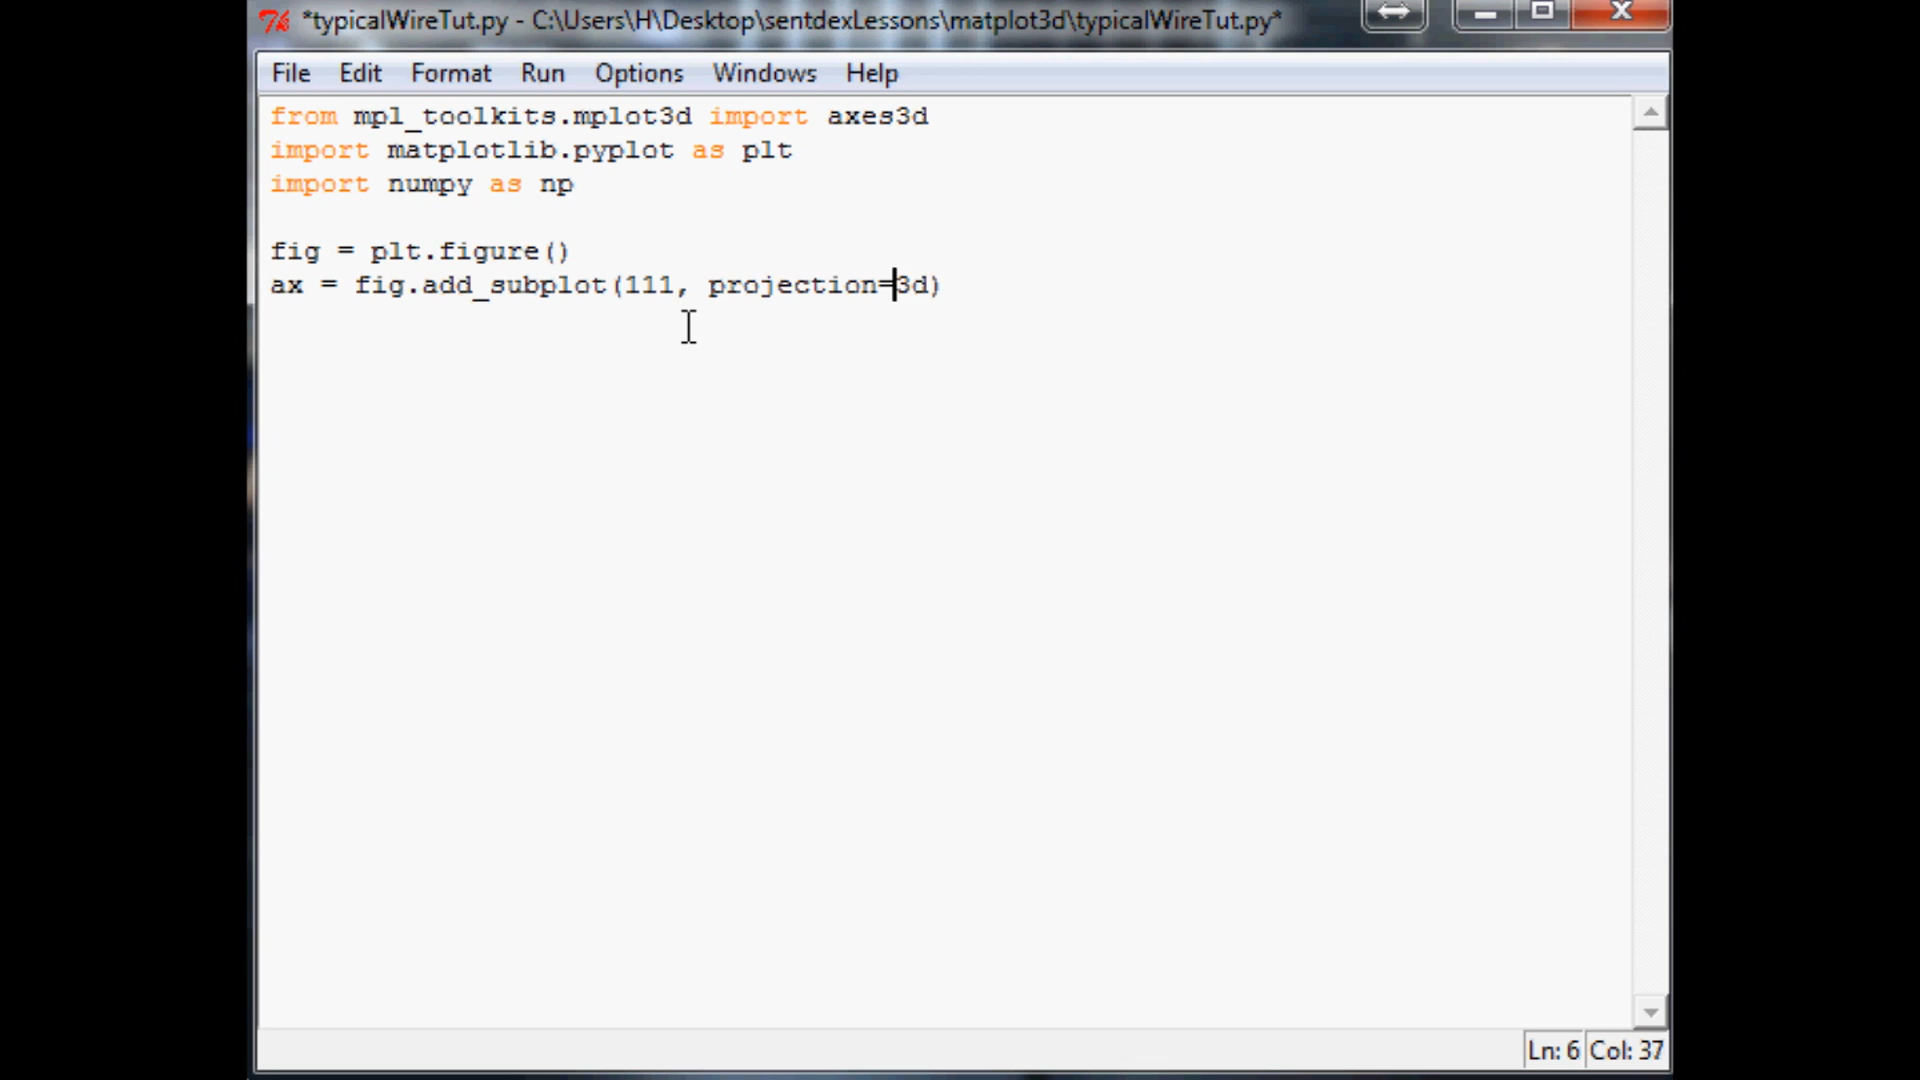 *typicalWireTut.py - C:\Users\H\Desktop\sentdexLessons\matplot3d\typicalWireTut.py*
File Edit Format Run Options Windows Help
from mpl_toolkits.mplot3d import axes3d
import matplotlib.pyplot as plt
import numpy as np
fig = plt.figure()
ax = fig.add_subplot(111, projection=3d)
Ln: 6 Col: 37